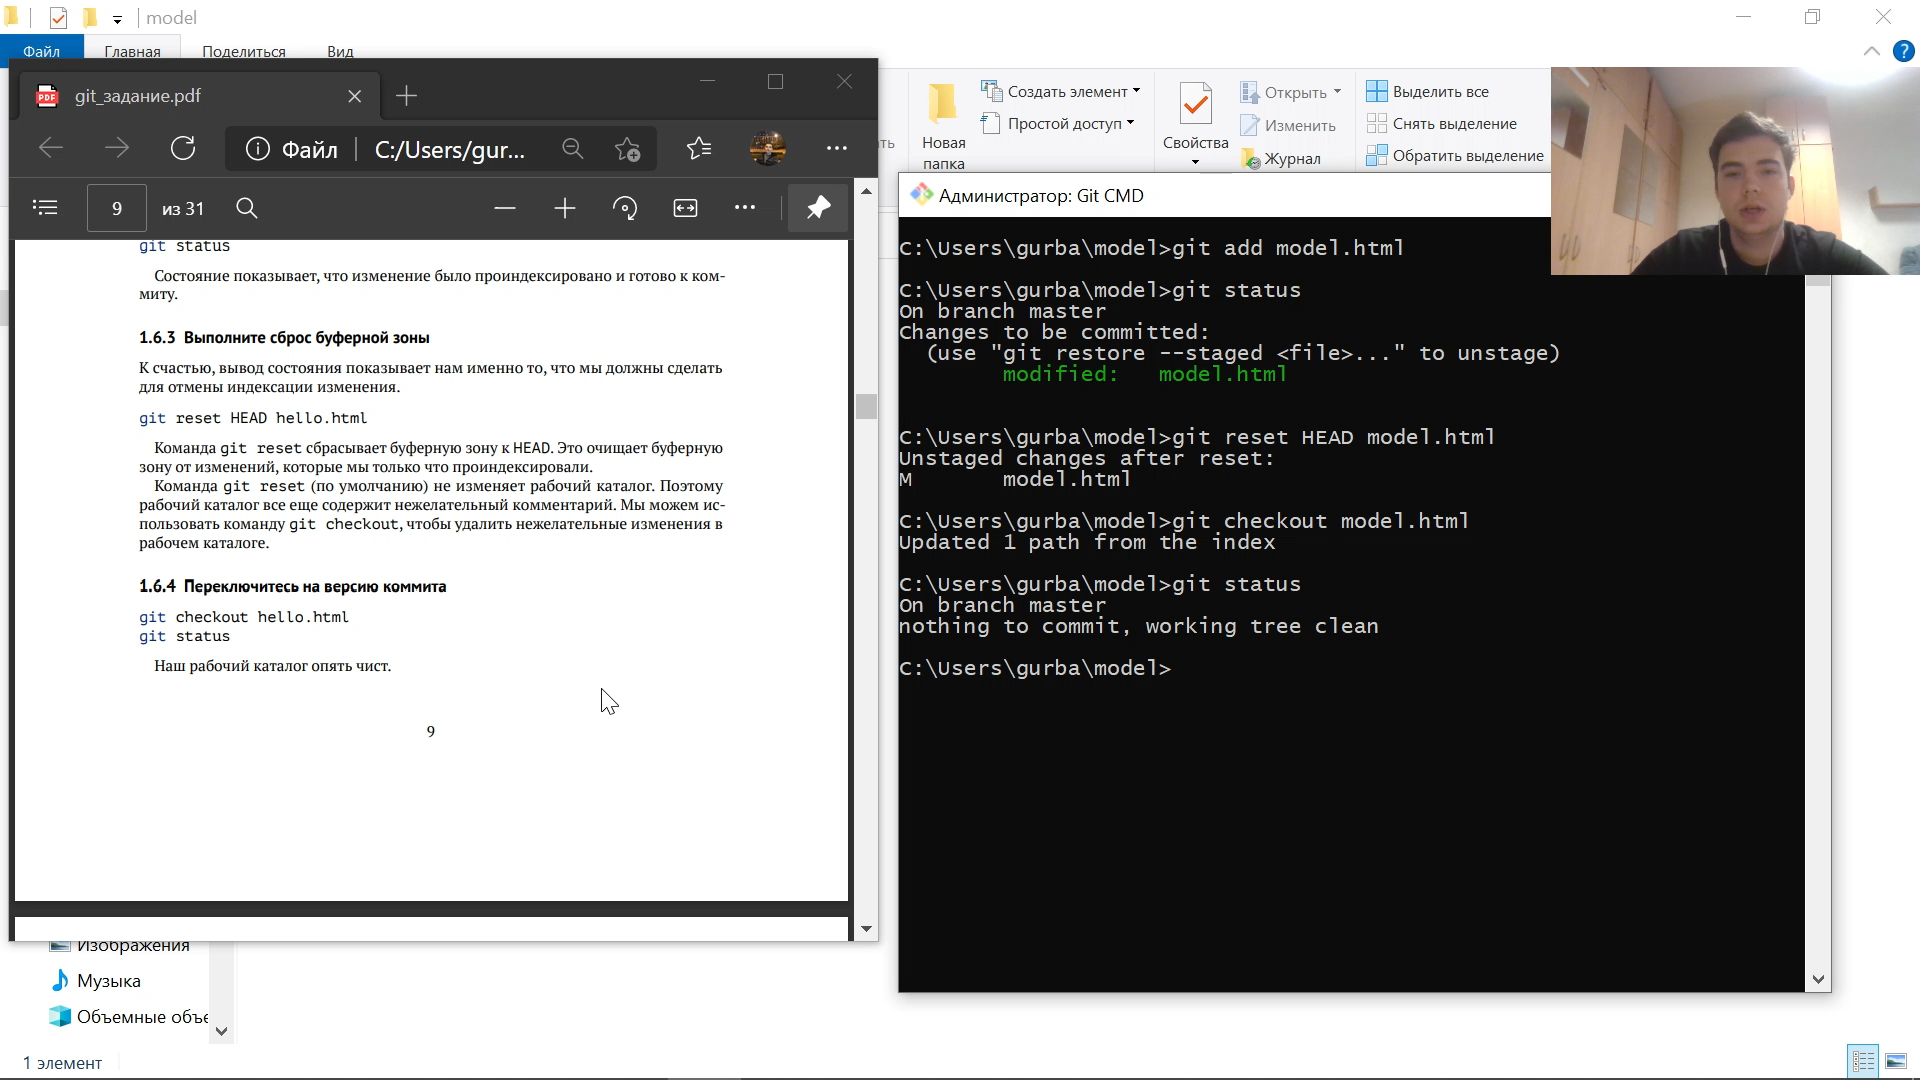 model
Файл
Главная
Поделиться
Вид
git_задание.pdf
Файл
C:/Users/gur...
9
из 31
git status
Состояние показывает, что изменение было проиндексировано и готово к ком-
миту.
1.6.3 Выполните сброс буферной зоны
К счастью, вывод состояния показывает нам именно то, что мы должны сделать
для отмены индексации изменения.
git reset HEAD hello.html
Команда git reset сбрасывает буферную зону к HEAD. Это очищает буферную
зону от изменений, которые мы только что проиндексировали.
Команда git reset (по умолчанию) не изменяет рабочий каталог. Поэтому
рабочий каталог все еще содержит нежелательный комментарий. Мы можем ис-
пользовать команду git checkout, чтобы удалить нежелательные изменения в
рабочем каталоге.
1.6.4 Переключитесь на версию коммита
git checkout hello.html
git status
Наш рабочий каталог опять чист.
9
Изображения
Музыка
Объемные объе
1 элемент
Новая
папка
Создать элемент
Простой доступ
Свойства
Открыть
Изменить
Журнал
Выделить все
Снять выделение
Обратить выделение
Администратор: Git CMD
C:\Users\gurba\model>git add model.html
C:\Users\gurba\model>git status
On branch master
Changes to be committed:
(use "git restore --staged <file>..." to unstage)
modified: model.html
C:\Users\gurba\model>git reset HEAD model.html
Unstaged changes after reset:
M model.html
C:\Users\gurba\model>git checkout model.html
Updated 1 path from the index
C:\Users\gurba\model>git status
On branch master
nothing to commit, working tree clean
C:\Users\gurba\model>